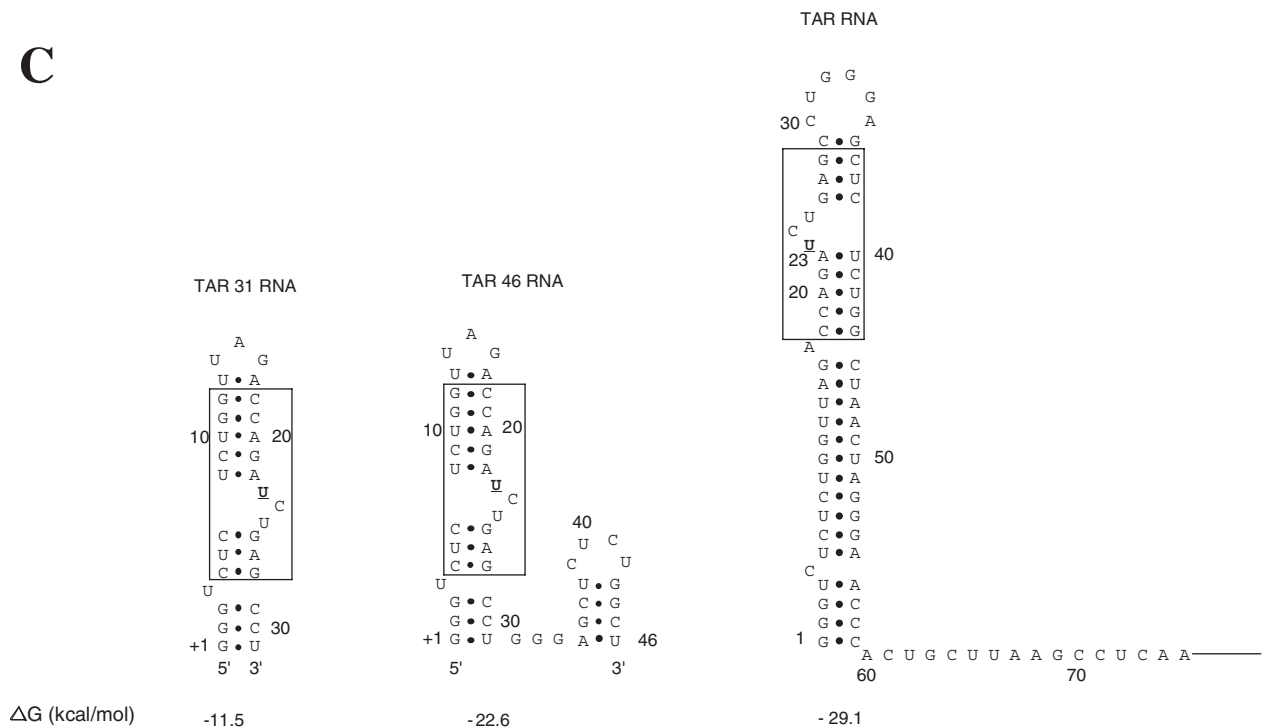 C
TAR 31 RNA
A
U G
U • A
G • C
G • C
10 U • A 20
C • G
U • A
U
C
U
C • G
U • A
C • G
U
G • C
G • C 30
+1 G • U
5' 3'
TAR 46 RNA
A
U G
U • A
G • C
G • C
10 U • A 20
C • G
U • A
U
C
U
C • G
U • A
C • G
U
G • C
G • C 30
40
U C
C U
U • G
C • G
G • C
+1 G • U G G G A • U 46
5' 3'
TAR RNA
G G
U G
30 C A
C • G
G • C
A • U
G • C
U
C
U
23 A • U 40
G • C
20 A • U
C • G
C • G
A
G • C
A • U
U • A
U • A
G • C
G • U 50
U • A
C • G
U • G
C • G
U • A
C
U • A
G • C
G • C
1 G • C
A C U G C U U A A G C C U C A A
60 70
△G (kcal/mol) -11.5 -22.6 - 29.1